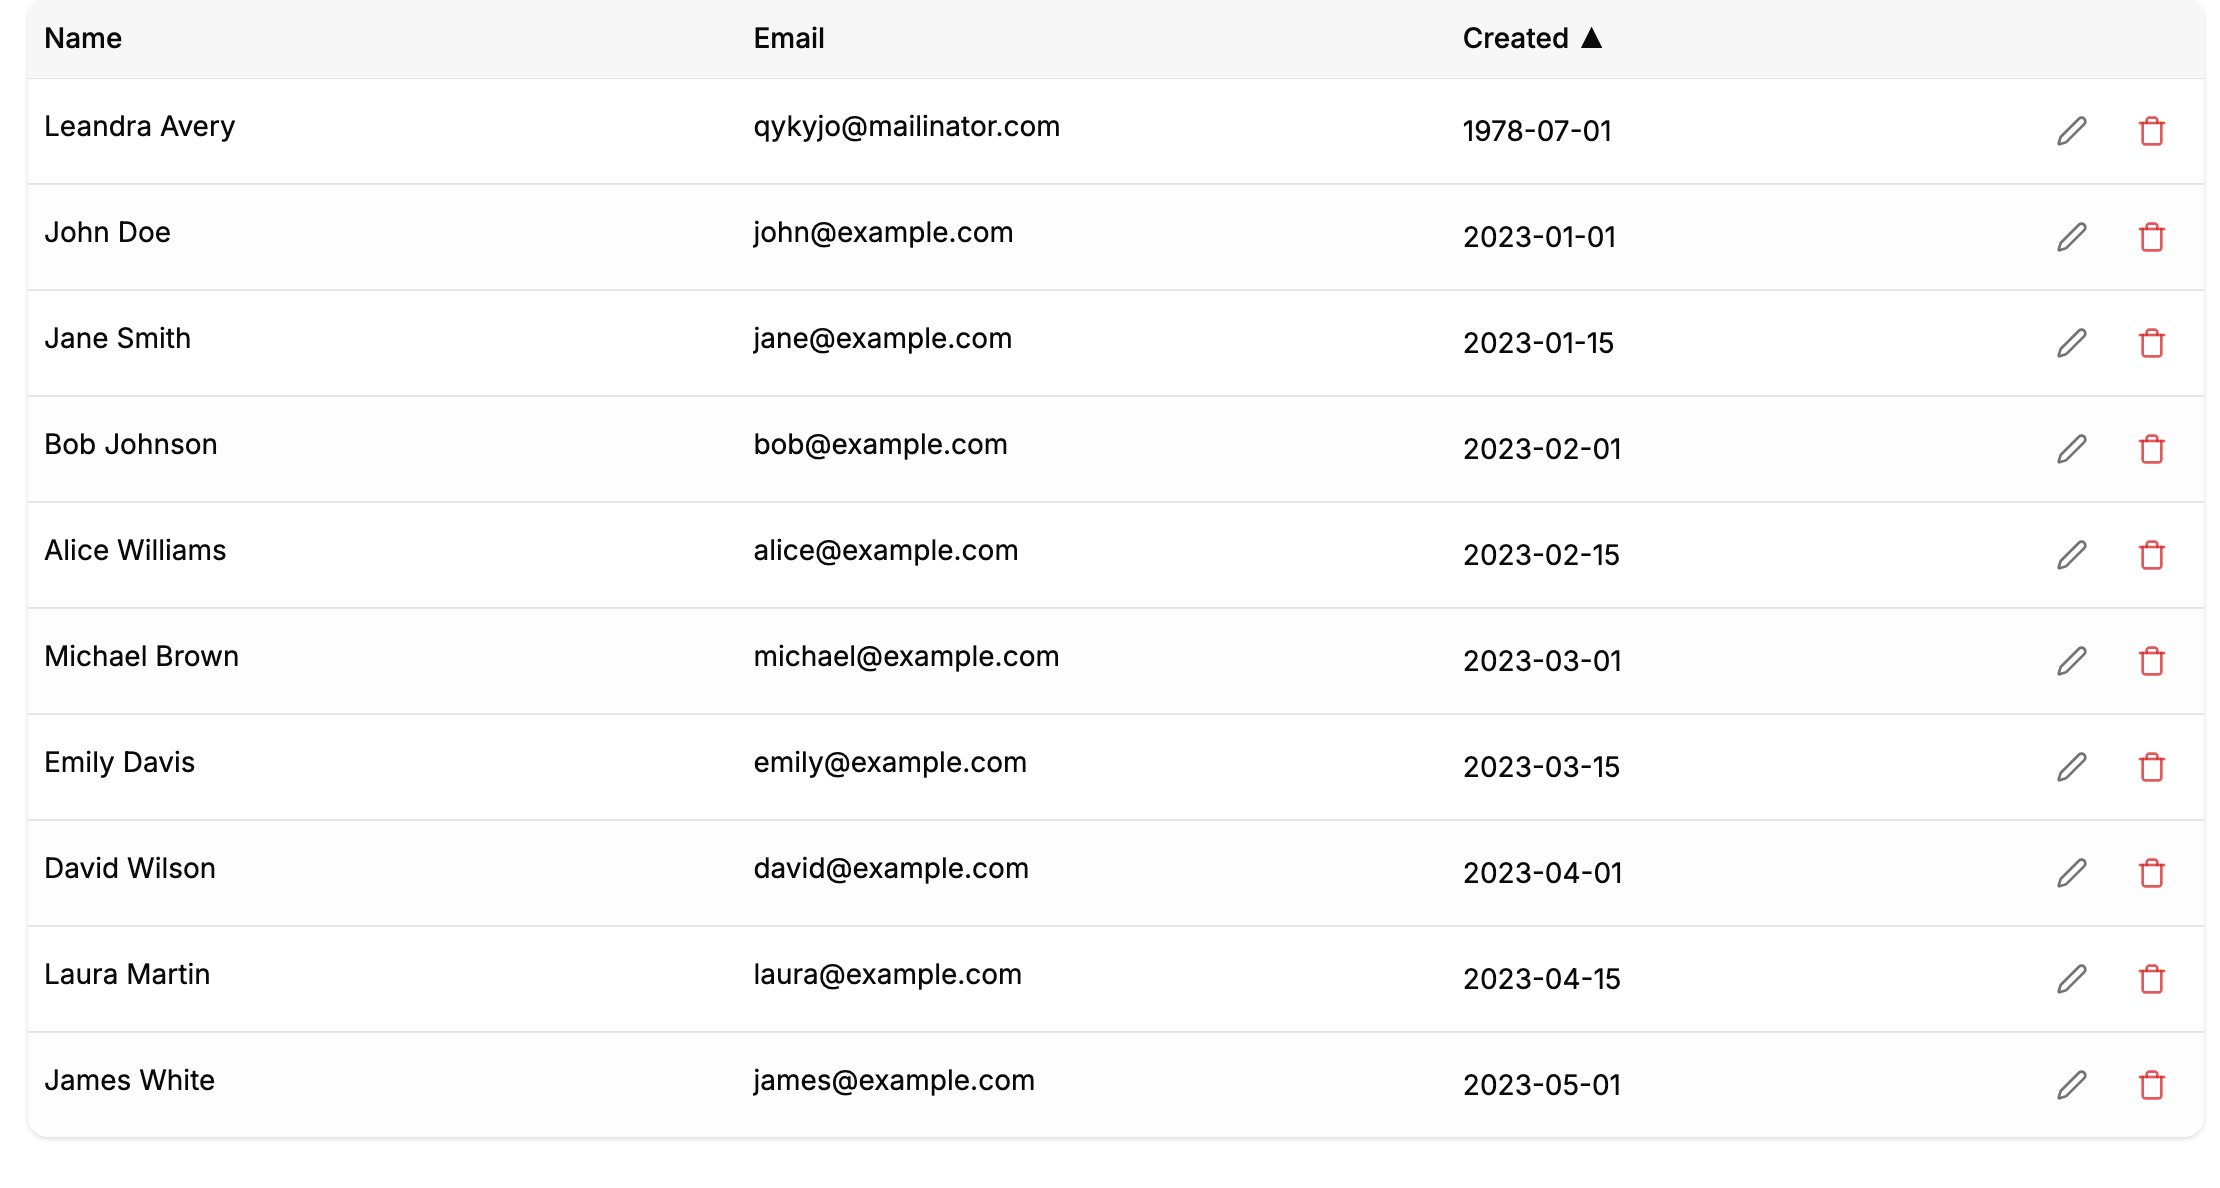 Name Email Created ▲
Leandra Avery qykyjo@mailinator.com 1978-07-01
John Doe john@example.com 2023-01-01
Jane Smith jane@example.com 2023-01-15
Bob Johnson bob@example.com 2023-02-01
Alice Williams alice@example.com 2023-02-15
Michael Brown michael@example.com 2023-03-01
Emily Davis emily@example.com 2023-03-15
David Wilson david@example.com 2023-04-01
Laura Martin laura@example.com 2023-04-15
James White james@example.com 2023-05-01